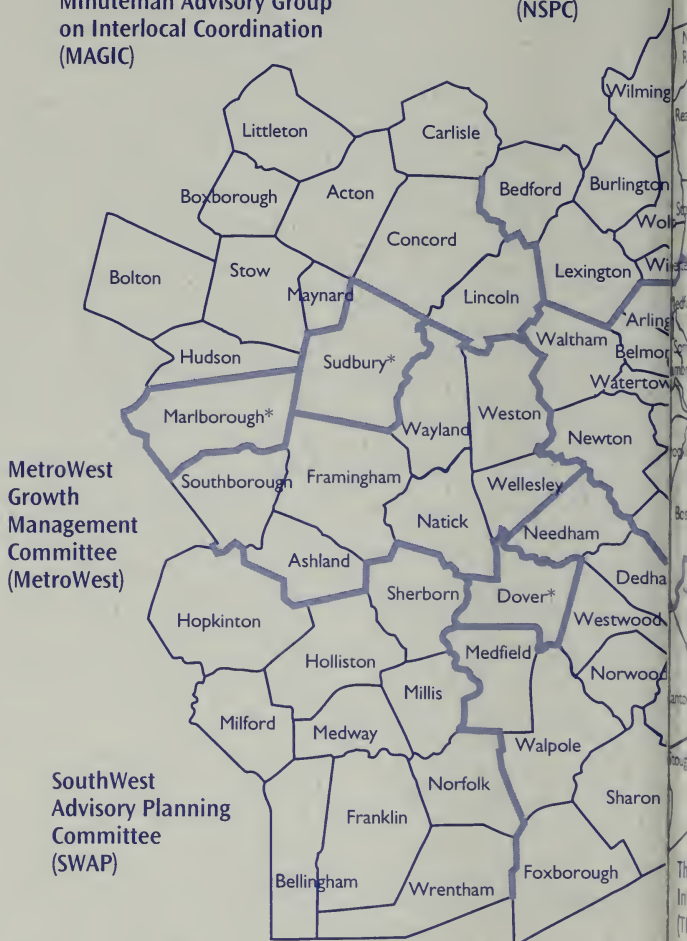 Minuteman Advisory Group
on Interlocal Coordination
(MAGIC)
(NSPC)
Wilming
Littleton
Carlisle
Boxborough
Acton
Bedford
Burlington
Concord
Lexington
Bolton
Stow
Maynard
Lincoln
Arling
Waltham
Belmon
Hudson
Sudbury*
Watertow
Marlborough*
Wayland
Weston
Newton
MetroWest
Growth
Management
Committee
(MetroWest)
Southborough
Framingham
Wellesley
Natick
Needham
Ashland
Sherborn
Dover*
Dedha
Hopkinton
Westwood
Holliston
Medfield
Norwood
Millis
Milford
Medway
Walpole
SouthWest
Advisory Planning
Committee
(SWAP)
Norfolk
Sharon
Franklin
Foxborough
Bellingham
Wrentham